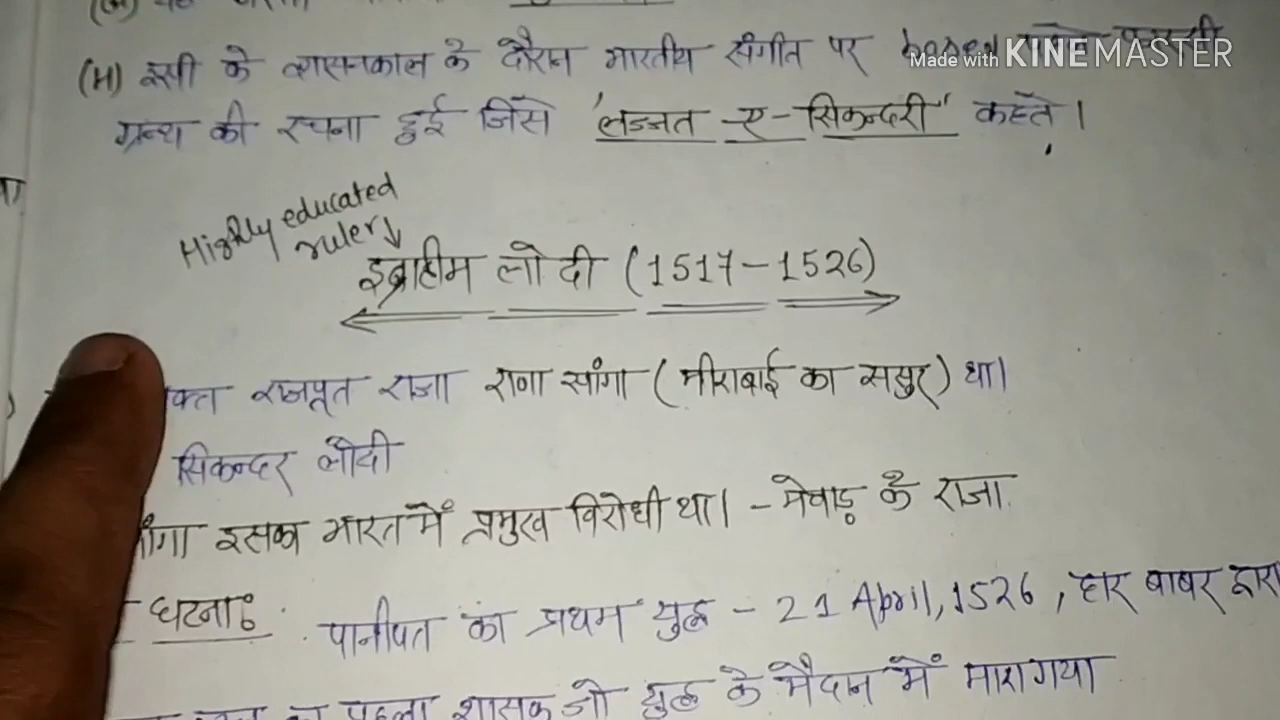 (H) इसी के शासनकाल के दौरान भारतीय संगीत पर based
Made with KINEMASTER
ग्रन्थ की रचना हुई जिसे 'लज्जत-ए-सिकन्दरी' कहते।
Highly educated
ruler
इब्राहीम लोदी (1517-1526)
राजपूत राजा राणा सांगा (मीराबाई का ससुर) था।
सिकन्दर लोदी
इसका भारत में प्रमुख विरोधी था। - मेवाड़ के राजा
घटना: पानीपत का प्रथम युद्ध - 21 April, 1526, हार बाबर द्वारा
पहला शासक जो युद्ध के मैदान में मारा गया